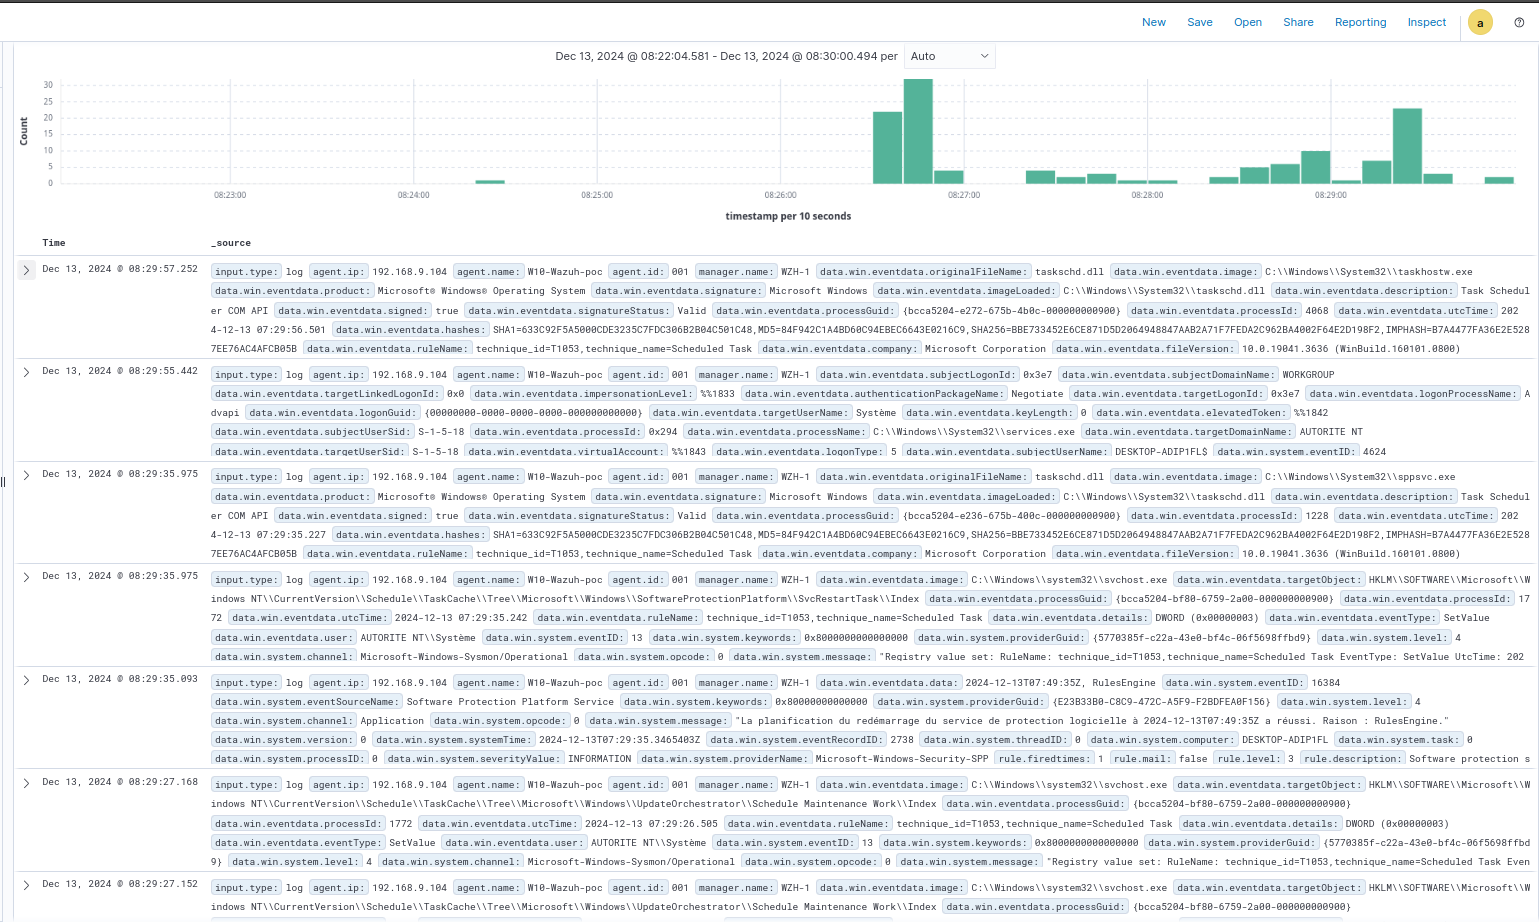 New Save Open Share Reporting Inspect a
Dec 13, 2024 @ 08:22:04.581 - Dec 13, 2024 @ 08:30:00.494 per Auto
Count
30
25
20
15
10
5
0
08:23:00 08:24:00 08:25:00 08:26:00 08:27:00 08:28:00 08:29:00
timestamp per 10 seconds
Time _source
Dec 13, 2024 @ 08:29:57.252 input.type: log agent.ip: 192.168.9.104 agent.name: W10-Wazuh-poc agent.id: 001 manager.name: WZH-1 data.win.eventdata.originalFileName: taskschd.dll data.win.eventdata.image: C:\\Windows\\System32\\taskhostw.exe
data.win.eventdata.product: Microsoft® Windows® Operating System data.win.eventdata.signature: Microsoft Windows data.win.eventdata.imageLoaded: C:\\Windows\\System32\\taskschd.dll data.win.eventdata.description: Task Schedul
er COM API data.win.eventdata.signed: true data.win.eventdata.signatureStatus: Valid data.win.eventdata.processGuid: {bcca5204-e272-675b-4b0c-000000000900} data.win.eventdata.processId: 4068 data.win.eventdata.utcTime: 202
4-12-13 07:29:56.501 data.win.eventdata.hashes: SHA1=633C92F5A5000CDE3235C7FDC306B2B04C501C48,MD5=84F942C1A4BD60C94EBEC6643E0216C9,SHA256=BBE733452E6CE871D5D2064948847AAB2A71F7FEDA2C962BA4002F64E2D198F2,IMPHASH=B7A4477FA36E2E528
7EE76AC4AFCB05B data.win.eventdata.ruleName: technique_id=T1053,technique_name=Scheduled Task data.win.eventdata.company: Microsoft Corporation data.win.eventdata.fileVersion: 10.0.19041.3636 (WinBuild.160101.0800)
Dec 13, 2024 @ 08:29:55.442 input.type: log agent.ip: 192.168.9.104 agent.name: W10-Wazuh-poc agent.id: 001 manager.name: WZH-1 data.win.eventdata.subjectLogonId: 0x3e7 data.win.eventdata.subjectDomainName: WORKGROUP
data.win.eventdata.targetLinkedLogonId: 0x0 data.win.eventdata.impersonationLevel: %%1833 data.win.eventdata.authenticationPackageName: Negotiate data.win.eventdata.targetLogonId: 0x3e7 data.win.eventdata.logonProcessName: A
dvapi data.win.eventdata.logonGuid: {00000000-0000-0000-0000-000000000000} data.win.eventdata.targetUserName: Système data.win.eventdata.keyLength: 0 data.win.eventdata.elevatedToken: %%1842
data.win.eventdata.subjectUserSid: S-1-5-18 data.win.eventdata.processId: 0x294 data.win.eventdata.processName: C:\\Windows\\System32\\services.exe data.win.eventdata.targetDomainName: AUTORITE NT
data.win.eventdata.targetUserSid: S-1-5-18 data.win.eventdata.virtualAccount: %%1843 data.win.eventdata.logonType: 5 data.win.eventdata.subjectUserName: DESKTOP-ADIP1FL$ data.win.system.eventID: 4624
Dec 13, 2024 @ 08:29:35.975 input.type: log agent.ip: 192.168.9.104 agent.name: W10-Wazuh-poc agent.id: 001 manager.name: WZH-1 data.win.eventdata.originalFileName: taskschd.dll data.win.eventdata.image: C:\\Windows\\System32\\sppsvc.exe
data.win.eventdata.product: Microsoft® Windows® Operating System data.win.eventdata.signature: Microsoft Windows data.win.eventdata.imageLoaded: C:\\Windows\\System32\\taskschd.dll data.win.eventdata.description: Task Schedul
er COM API data.win.eventdata.signed: true data.win.eventdata.signatureStatus: Valid data.win.eventdata.processGuid: {bcca5204-e236-675b-400c-000000000900} data.win.eventdata.processId: 1228 data.win.eventdata.utcTime: 202
4-12-13 07:29:35.227 data.win.eventdata.hashes: SHA1=633C92F5A5000CDE3235C7FDC306B2B04C501C48,MD5=84F942C1A4BD60C94EBEC6643E0216C9,SHA256=BBE733452E6CE871D5D2064948847AAB2A71F7FEDA2C962BA4002F64E2D198F2,IMPHASH=B7A4477FA36E2E528
7EE76AC4AFCB05B data.win.eventdata.ruleName: technique_id=T1053,technique_name=Scheduled Task data.win.eventdata.company: Microsoft Corporation data.win.eventdata.fileVersion: 10.0.19041.3636 (WinBuild.160101.0800)
Dec 13, 2024 @ 08:29:35.975 input.type: log agent.ip: 192.168.9.104 agent.name: W10-Wazuh-poc agent.id: 001 manager.name: WZH-1 data.win.eventdata.image: C:\\Windows\\system32\\svchost.exe data.win.eventdata.targetObject: HKLM\\SOFTWARE\\Microsoft\\W
indows NT\\CurrentVersion\\Schedule\\TaskCache\\Tree\\Microsoft\\Windows\\SoftwareProtectionPlatform\\SvcRestartTask\\Index data.win.eventdata.processGuid: {bcca5204-bf80-6759-2a00-000000000900} data.win.eventdata.processId: 17
72 data.win.eventdata.utcTime: 2024-12-13 07:29:35.242 data.win.eventdata.ruleName: technique_id=T1053,technique_name=Scheduled Task data.win.eventdata.details: DWORD (0x00000003) data.win.eventdata.eventType: SetValue
data.win.eventdata.user: AUTORITE NT\\Système data.win.system.eventID: 13 data.win.system.keywords: 0x8000000000000000 data.win.system.providerGuid: {5770385f-c22a-43e0-bf4c-06f5698ffbd9} data.win.system.level: 4
data.win.system.channel: Microsoft-Windows-Sysmon/Operational data.win.system.opcode: 0 data.win.system.message: "Registry value set: RuleName: technique_id=T1053,technique_name=Scheduled Task EventType: SetValue UtcTime: 202
Dec 13, 2024 @ 08:29:35.093 input.type: log agent.ip: 192.168.9.104 agent.name: W10-Wazuh-poc agent.id: 001 manager.name: WZH-1 data.win.eventdata.data: 2024-12-13T07:49:35Z, RulesEngine data.win.system.eventID: 16384
data.win.system.eventSourceName: Software Protection Platform Service data.win.system.keywords: 0x80000000000000 data.win.system.providerGuid: {E23B33B0-C8C9-472C-A5F9-F2BDFEA0F156} data.win.system.level: 4
data.win.system.channel: Application data.win.system.opcode: 0 data.win.system.message: "La planification du redémarrage du service de protection logicielle à 2024-12-13T07:49:35Z a réussi. Raison : RulesEngine."
data.win.system.version: 0 data.win.system.systemTime: 2024-12-13T07:29:35.3465403Z data.win.system.eventRecordID: 2738 data.win.system.threadID: 0 data.win.system.computer: DESKTOP-ADIP1FL data.win.system.task: 0
data.win.system.processID: 0 data.win.system.severityValue: INFORMATION data.win.system.providerName: Microsoft-Windows-Security-SPP rule.firedtimes: 1 rule.mail: false rule.level: 3 rule.description: Software protection s
Dec 13, 2024 @ 08:29:27.168 input.type: log agent.ip: 192.168.9.104 agent.name: W10-Wazuh-poc agent.id: 001 manager.name: WZH-1 data.win.eventdata.image: C:\\Windows\\system32\\svchost.exe data.win.eventdata.targetObject: HKLM\\SOFTWARE\\Microsoft\\W
indows NT\\CurrentVersion\\Schedule\\TaskCache\\Tree\\Microsoft\\Windows\\UpdateOrchestrator\\Schedule Maintenance Work\\Index data.win.eventdata.processGuid: {bcca5204-bf80-6759-2a00-000000000900}
data.win.eventdata.processId: 1772 data.win.eventdata.utcTime: 2024-12-13 07:29:26.505 data.win.eventdata.ruleName: technique_id=T1053,technique_name=Scheduled Task data.win.eventdata.details: DWORD (0x00000003)
data.win.eventdata.eventType: SetValue data.win.eventdata.user: AUTORITE NT\\Système data.win.system.eventID: 13 data.win.system.keywords: 0x8000000000000000 data.win.system.providerGuid: {5770385f-c22a-43e0-bf4c-06f5698ffbd
9} data.win.system.level: 4 data.win.system.channel: Microsoft-Windows-Sysmon/Operational data.win.system.opcode: 0 data.win.system.message: "Registry value set: RuleName: technique_id=T1053,technique_name=Scheduled Task Even
Dec 13, 2024 @ 08:29:27.152 input.type: log agent.ip: 192.168.9.104 agent.name: W10-Wazuh-poc agent.id: 001 manager.name: WZH-1 data.win.eventdata.image: C:\\Windows\\system32\\svchost.exe data.win.eventdata.targetObject: HKLM\\SOFTWARE\\Microsoft\\W
indows NT\\CurrentVersion\\Schedule\\TaskCache\\Tree\\Microsoft\\Windows\\UpdateOrchestrator\\Schedule Maintenance Work\\Index data.win.eventdata.processGuid: {bcca5204-bf80-6759-2a00-000000000900}